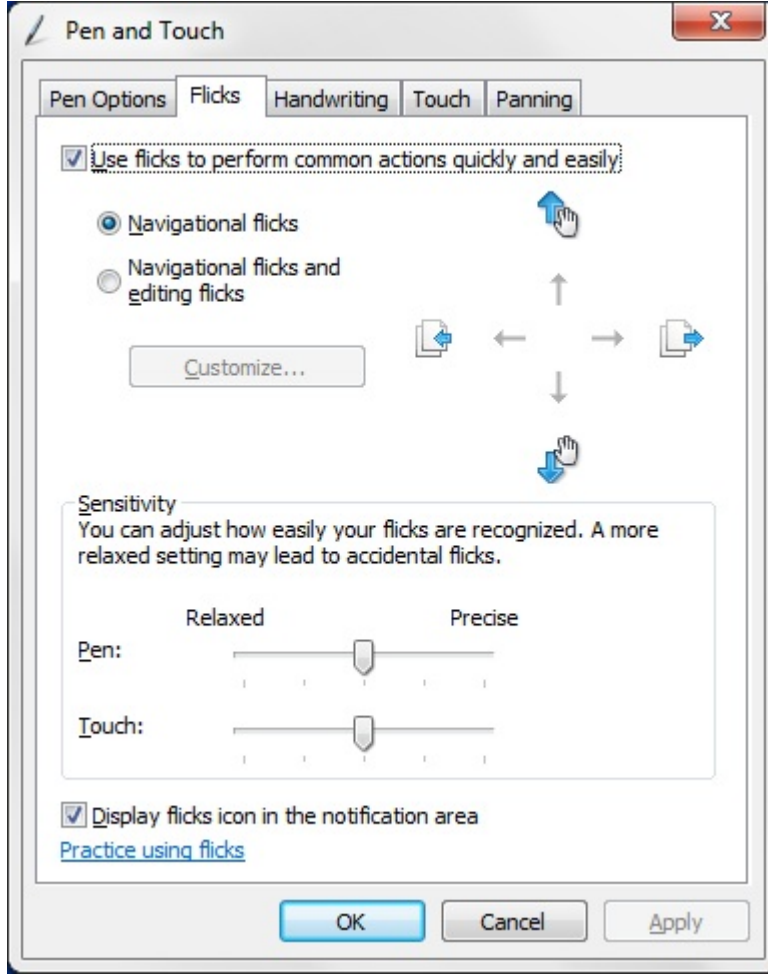 Pen and Touch
Pen Options Flicks Handwriting Touch Panning
Use flicks to perform common actions quickly and easily
Navigational flicks
Navigational flicks and
editing flicks
Customize...
Sensitivity
You can adjust how easily your flicks are recognized. A more
relaxed setting may lead to accidental flicks.
Relaxed Precise
Pen:
Touch:
Display flicks icon in the notification area
Practice using flicks
OK Cancel Apply